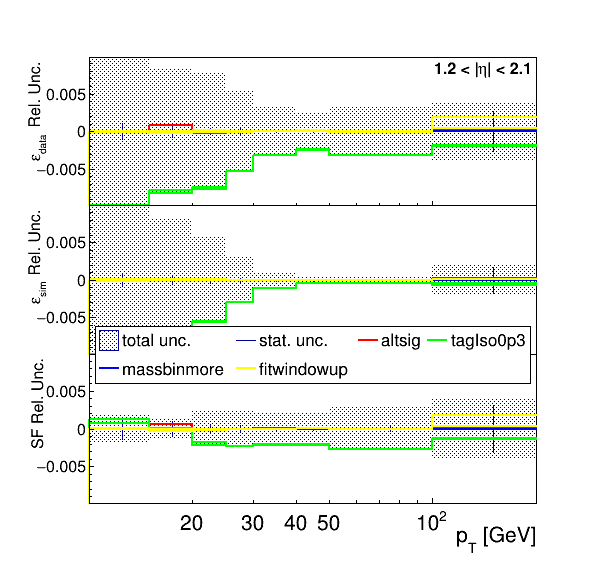 1.2 < |η| < 2.1
ε_data Rel. Unc.
0.005
0
−0.005
ε_sim Rel. Unc.
0.005
0
−0.005
total unc. stat. unc. altsig tagIso0p3
massbinmore fitwindowup
SF Rel. Unc.
0.005
0
−0.005
20 30 40 50 10²
p_T [GeV]